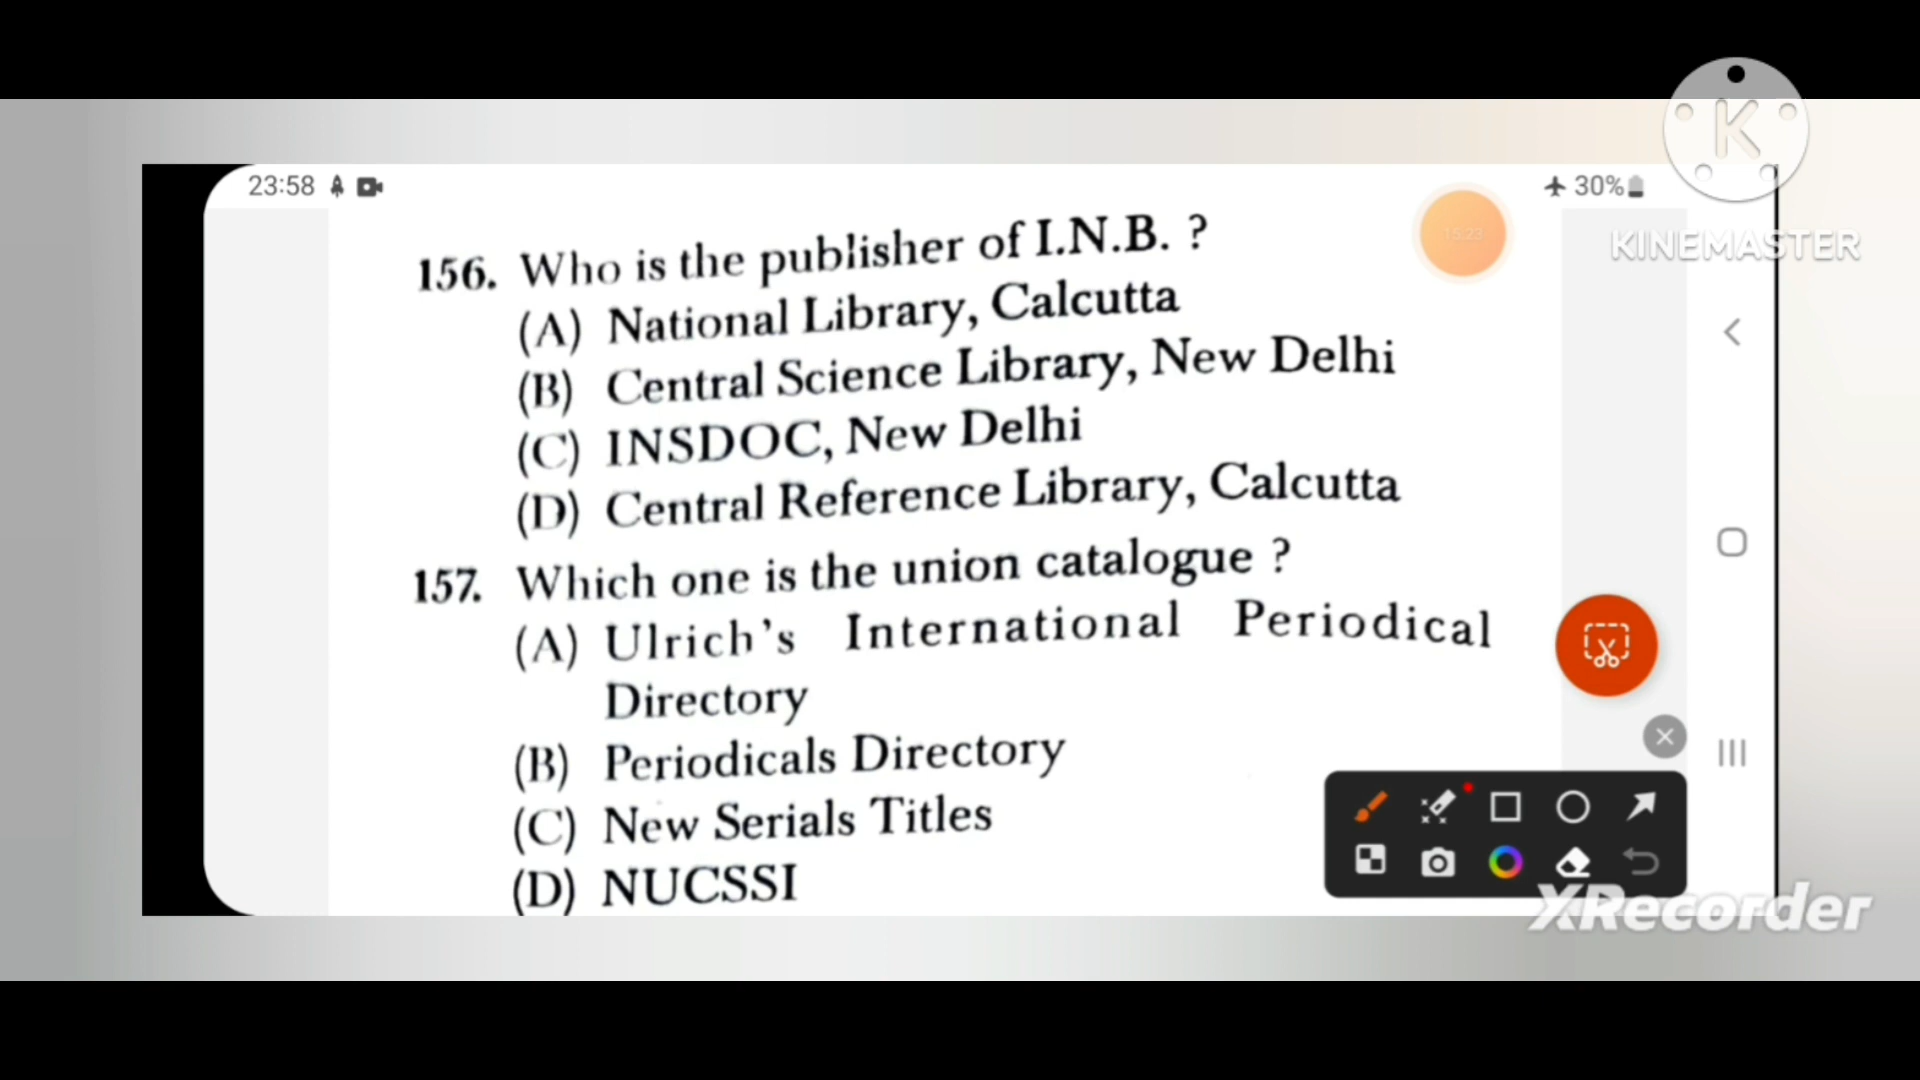 K
KINEMASTER
23:58
30%
15:23
156. Who is the publisher of I.N.B. ?
(A) National Library, Calcutta
(B) Central Science Library, New Delhi
(C) INSDOC, New Delhi
(D) Central Reference Library, Calcutta
157. Which one is the union catalogue ?
(A) Ulrich's International Periodical
Directory
(B) Periodicals Directory
(C) New Serials Titles
(D) NUCSSI
XRecorder